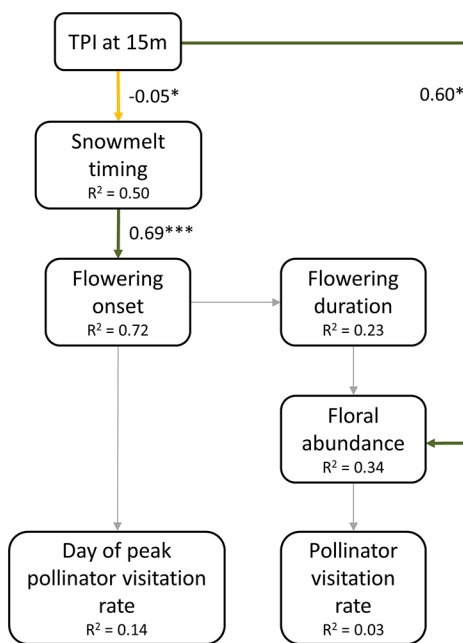 TPI at 15m
-0.05*
0.60*
Snowmelt
timing
R² = 0.50
0.69***
Flowering
onset
R² = 0.72
Flowering
duration
R² = 0.23
Floral
abundance
R² = 0.34
Day of peak
pollinator visitation
rate
R² = 0.14
Pollinator
visitation
rate
R² = 0.03